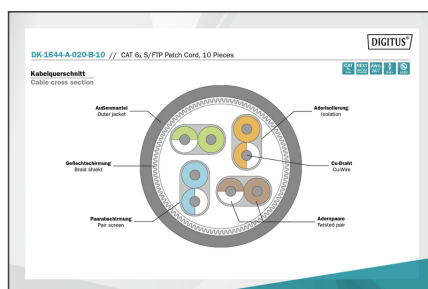 DIGITUS®
DK-1644-A-020-B-10 // CAT 6A S/FTP Patch Cord, 10 Pieces
Kabelquerschnitt
Cable cross section
Außenmantel
Outer jacket
Aderisolierung
Isolation
Geflechtschirmung
Braid shield
Cu-Draht
Cu-Wire
Paarabschirmung
Pair screen
Adernpaare
Twisted pair